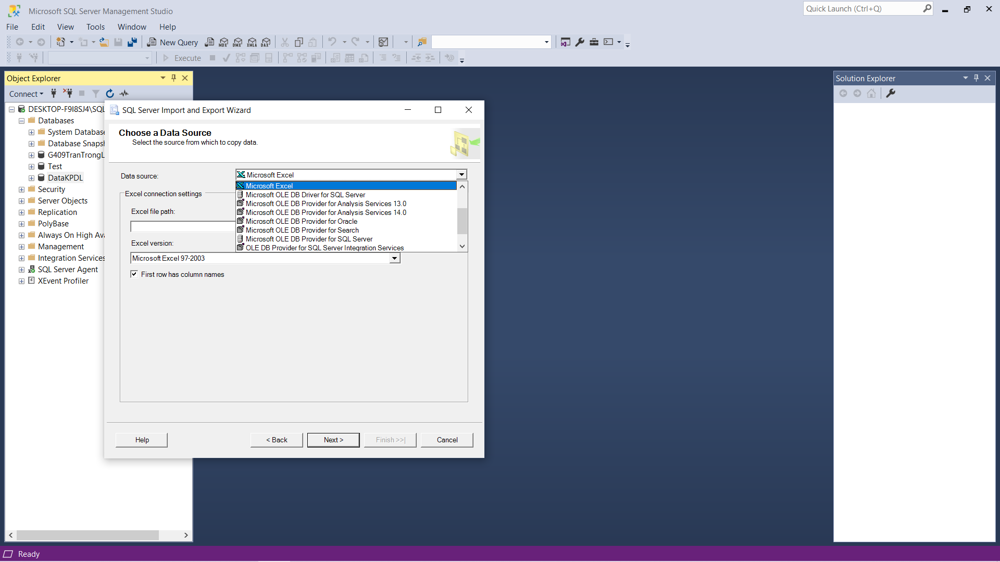 Microsoft SQL Server Management Studio
Quick Launch (Ctrl+Q)
File Edit View Tools Window Help
New Query MDX DMX XMLA DAX
Execute
Object Explorer
Solution Explorer
Connect
DESKTOP-F9I8SJ4\SQL
Databases
System Database
Database Snapsh
G409TranTrongL
Test
DataKPDL
Security
Server Objects
Replication
PolyBase
Always On High Ava
Management
Integration Services
SQL Server Agent
XEvent Profiler
SQL Server Import and Export Wizard
Choose a Data Source
Select the source from which to copy data.
Data source:
Microsoft Excel
Microsoft Excel
Microsoft OLE DB Driver for SQL Server
Microsoft OLE DB Provider for Analysis Services 13.0
Microsoft OLE DB Provider for Analysis Services 14.0
Microsoft OLE DB Provider for Oracle
Microsoft OLE DB Provider for Search
Microsoft OLE DB Provider for SQL Server
OLE DB Provider for SQL Server Integration Services
Excel connection settings
Excel file path:
Excel version:
Microsoft Excel 97-2003
First row has column names
Help
< Back
Next >
Finish >>|
Cancel
Ready